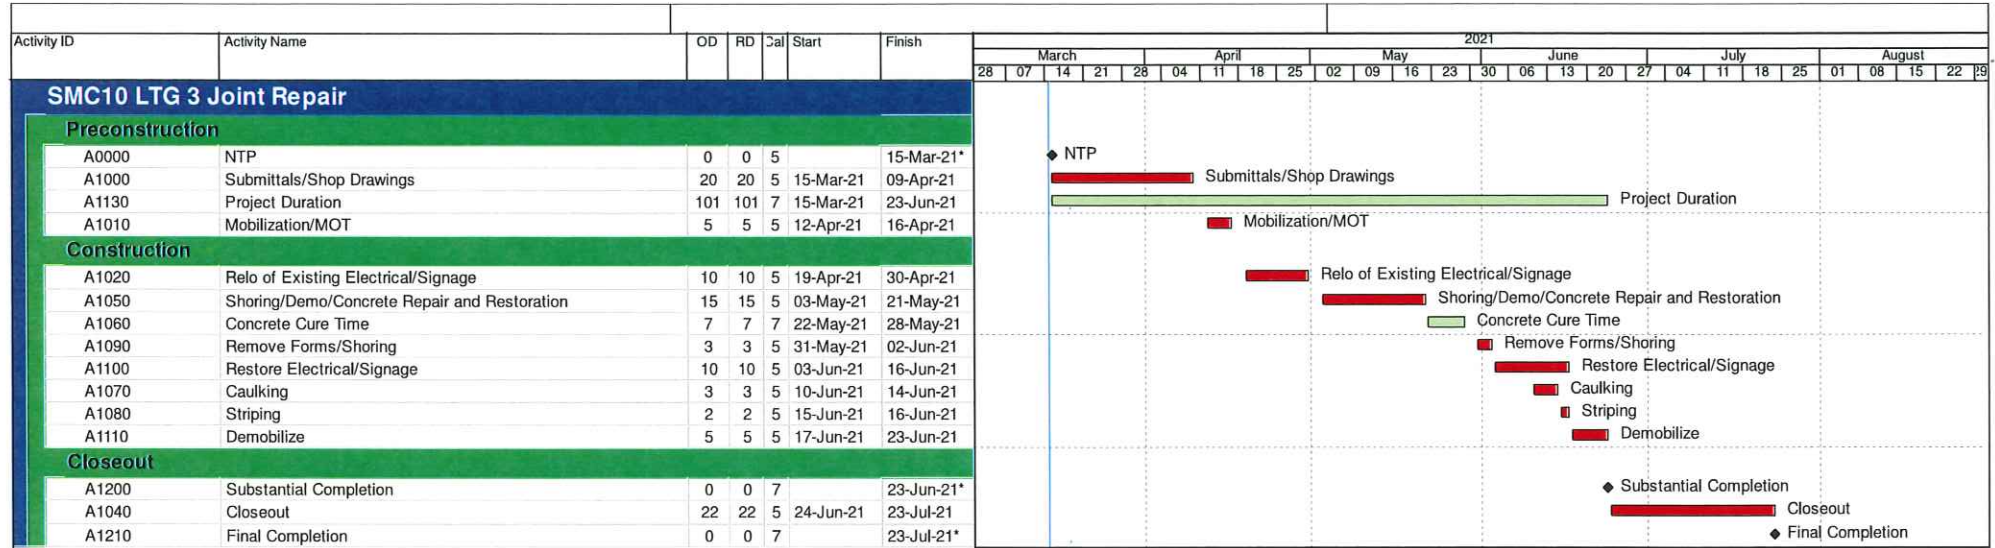 Activity ID Activity Name OD RD Cal Start Finish 2021
March April May June July August
28 07 14 21 28 04 11 18 25 02 09 16 23 30 06 13 20 27 04 11 18 25 01 08 15 22 29
SMC10 LTG 3 Joint Repair
Preconstruction
A0000 NTP 0 0 5 15-Mar-21* NTP
A1000 Submittals/Shop Drawings 20 20 5 15-Mar-21 09-Apr-21 Submittals/Shop Drawings
A1130 Project Duration 101 101 7 15-Mar-21 23-Jun-21 Project Duration
A1010 Mobilization/MOT 5 5 5 12-Apr-21 16-Apr-21 Mobilization/MOT
Construction
A1020 Relo of Existing Electrical/Signage 10 10 5 19-Apr-21 30-Apr-21 Relo of Existing Electrical/Signage
A1050 Shoring/Demo/Concrete Repair and Restoration 15 15 5 03-May-21 21-May-21 Shoring/Demo/Concrete Repair and Restoration
A1060 Concrete Cure Time 7 7 7 22-May-21 28-May-21 Concrete Cure Time
A1090 Remove Forms/Shoring 3 3 5 31-May-21 02-Jun-21 Remove Forms/Shoring
A1100 Restore Electrical/Signage 10 10 5 03-Jun-21 16-Jun-21 Restore Electrical/Signage
A1070 Caulking 3 3 5 10-Jun-21 14-Jun-21 Caulking
A1080 Striping 2 2 5 15-Jun-21 16-Jun-21 Striping
A1110 Demobilize 5 5 5 17-Jun-21 23-Jun-21 Demobilize
Closeout
A1200 Substantial Completion 0 0 7 23-Jun-21* Substantial Completion
A1040 Closeout 22 22 5 24-Jun-21 23-Jul-21 Closeout
A1210 Final Completion 0 0 7 23-Jul-21* Final Completion